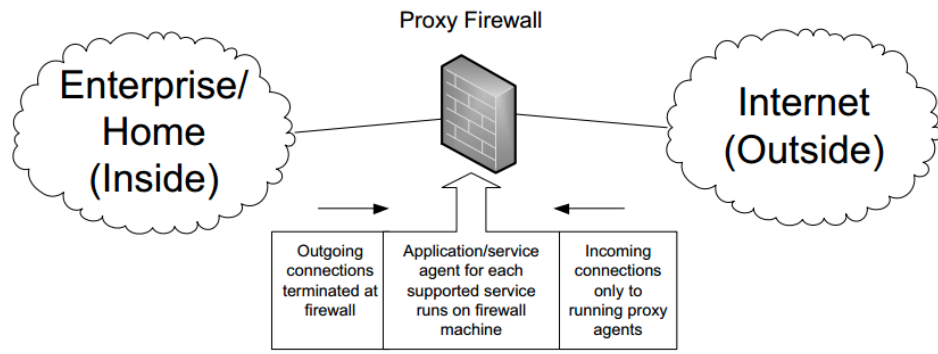 Proxy Firewall
Enterprise/
Home
(Inside)
Internet
(Outside)
Outgoing
connections
terminated at
firewall
Application/service
agent for each
supported service
runs on firewall
machine
Incoming
connections
only to
running proxy
agents